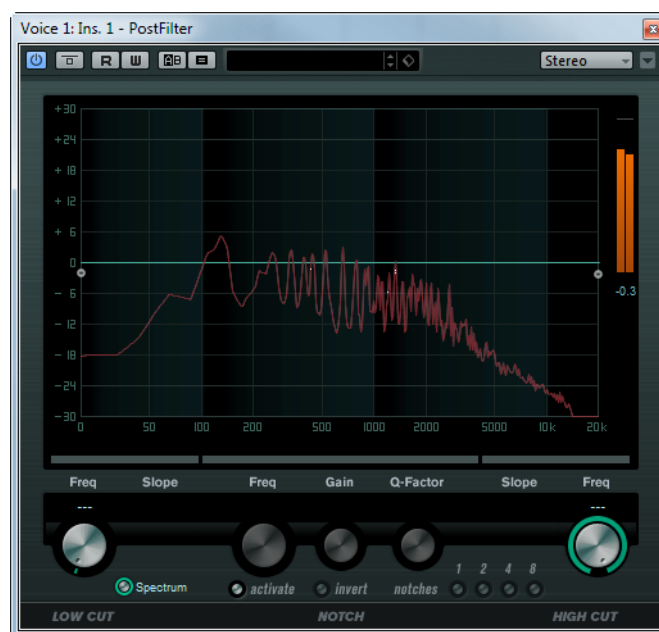 Voice 1: Ins. 1 - PostFilter
R W AB Stereo
+30
+24
+ 18
+ 12
+ 6
0
- 6
- 12
- 18
- 24
- 30
-0.3
0 50 100 200 500 1000 2000 5000 10k 20k
Freq Slope Freq Gain Q-Factor Slope Freq
--- ---
1 2 4 8
Spectrum activate invert notches
LOW CUT NOTCH HIGH CUT